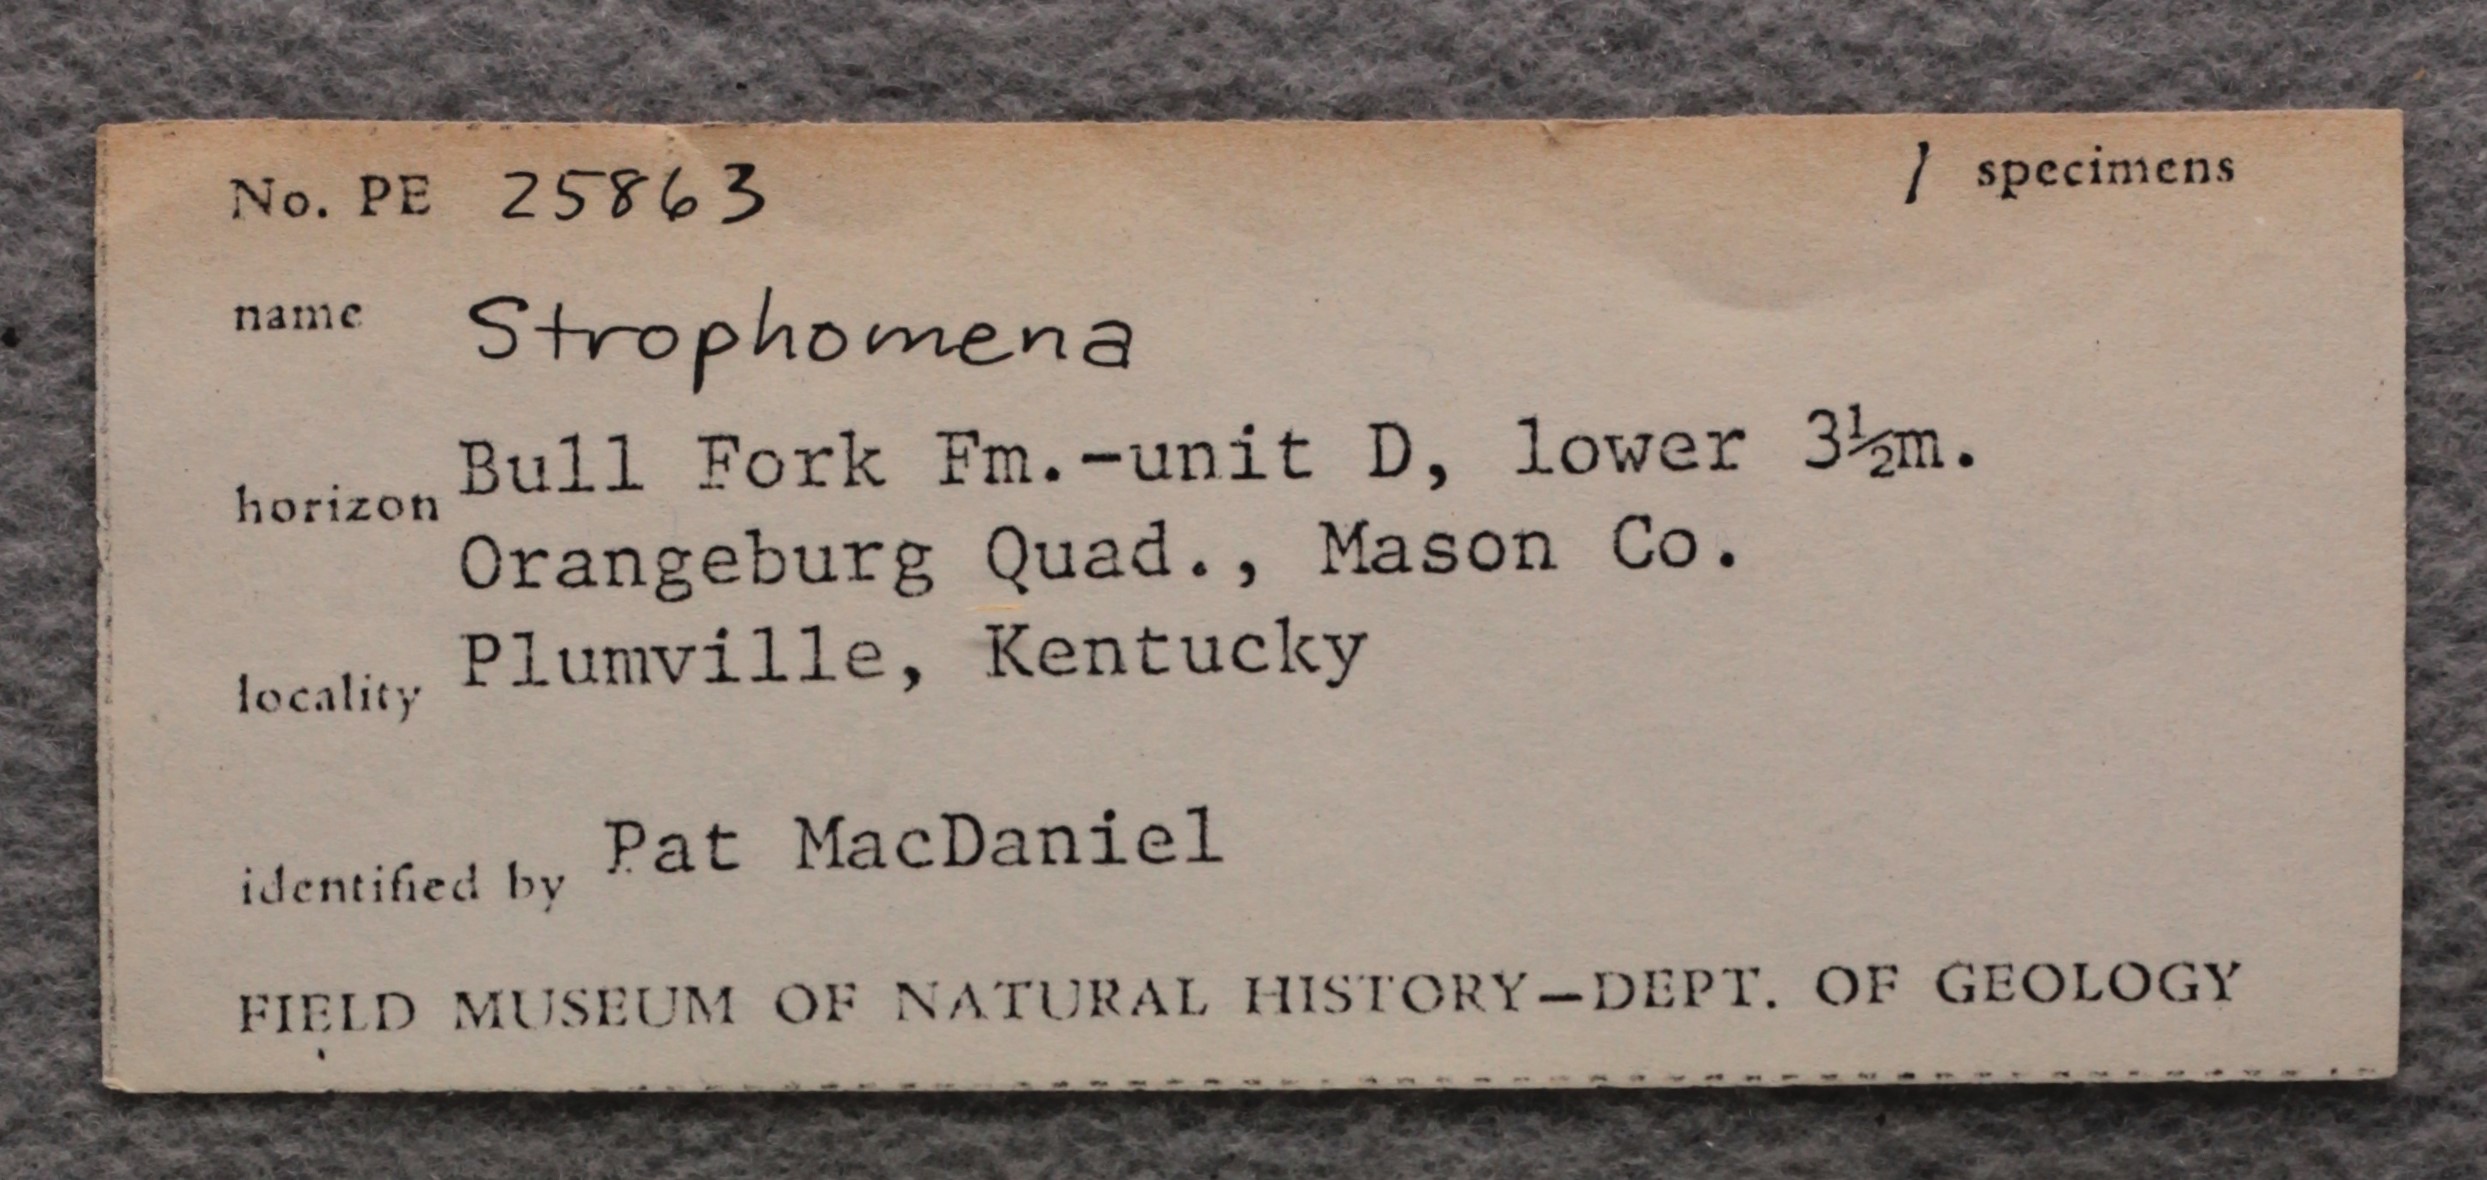 No. PE 25863 1 specimens
name Strophomena
Bull Fork Fm.-unit D, lower 3½m.
horizon
Orangeburg Quad., Mason Co.
Plumville, Kentucky
locality
identified by Pat MacDaniel
FIELD MUSEUM OF NATURAL HISTORY—DEPT. OF GEOLOGY